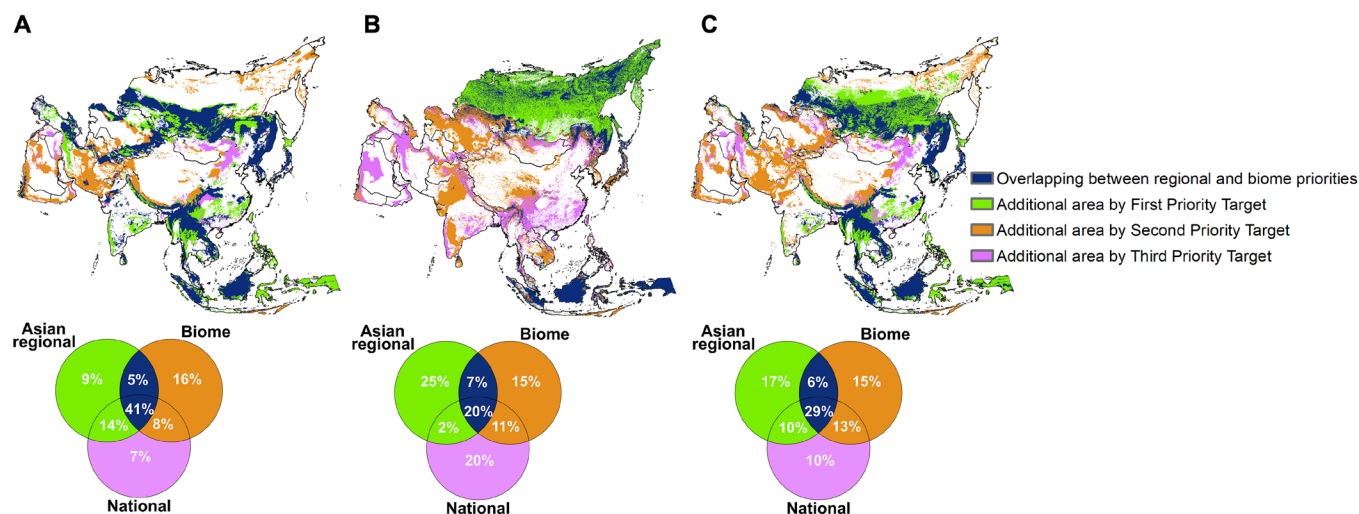 A
B
C
Overlapping between regional and biome priorities
Additional area by First Priority Target
Additional area by Second Priority Target
Additional area by Third Priority Target
Asian
regional
Biome
9%
5%
16%
41%
14%
8%
7%
National
Asian
regional
Biome
25%
7%
15%
20%
2%
11%
20%
National
Asian
regional
Biome
17%
6%
15%
29%
10%
13%
10%
National